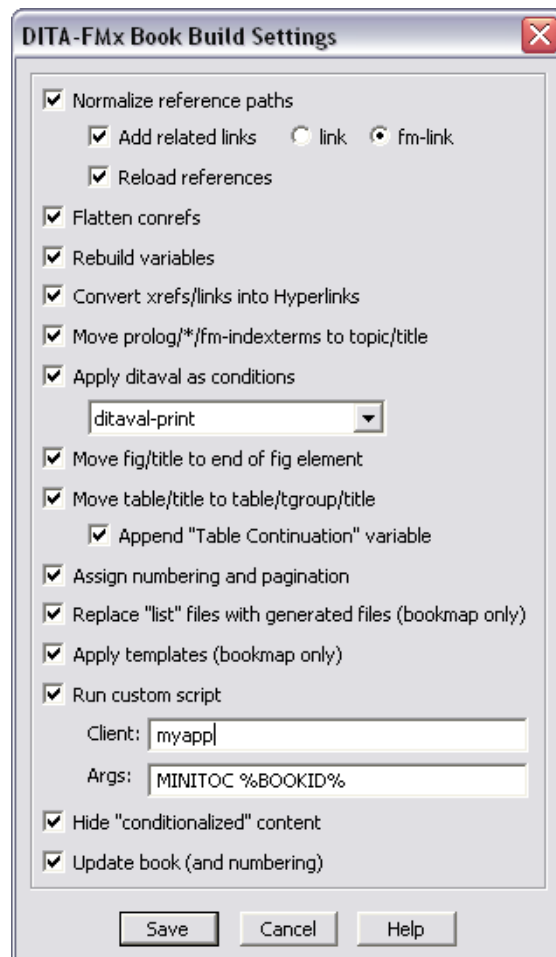 DITA-FMx Book Build Settings
Normalize reference paths
Add related links link fm-link
Reload references
Flatten conrefs
Rebuild variables
Convert xrefs/links into Hyperlinks
Move prolog/*/fm-indexterms to topic/title
Apply ditaval as conditions
ditaval-print
Move fig/title to end of fig element
Move table/title to table/tgroup/title
Append "Table Continuation" variable
Assign numbering and pagination
Replace "list" files with generated files (bookmap only)
Apply templates (bookmap only)
Run custom script
Client: myapp
Args: MINITOC %BOOKID%
Hide "conditionalized" content
Update book (and numbering)
Save Cancel Help